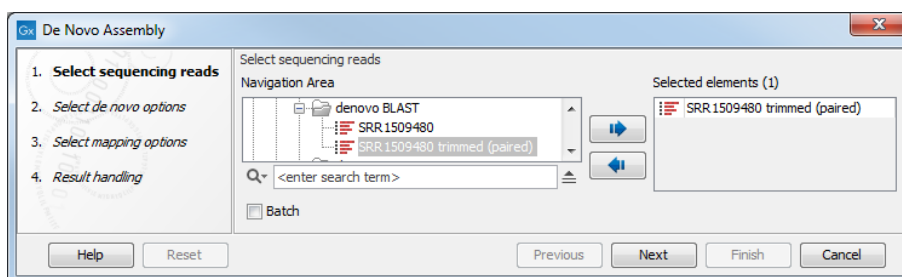 Gx De Novo Assembly
X
1. Select sequencing reads
2. Select de novo options
3. Select mapping options
4. Result handling
Select sequencing reads
Navigation Area
denovo BLAST
SRR1509480
SRR1509480 trimmed (paired)
<enter search term>
Batch
Selected elements (1)
SRR1509480 trimmed (paired)
Help
Reset
Previous
Next
Finish
Cancel